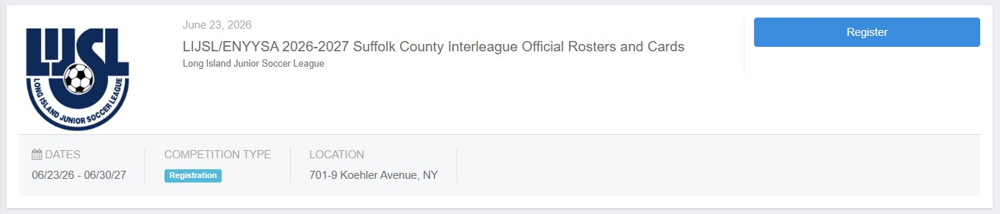 LIJSL
LONG ISLAND JUNIOR SOCCER LEAGUE
June 23, 2026
LIJSL/ENYYSA 2026-2027 Suffolk County Interleague Official Rosters and Cards
Long Island Junior Soccer League
Register
DATES
06/23/26 - 06/30/27
COMPETITION TYPE
Registration
LOCATION
701-9 Koehler Avenue, NY